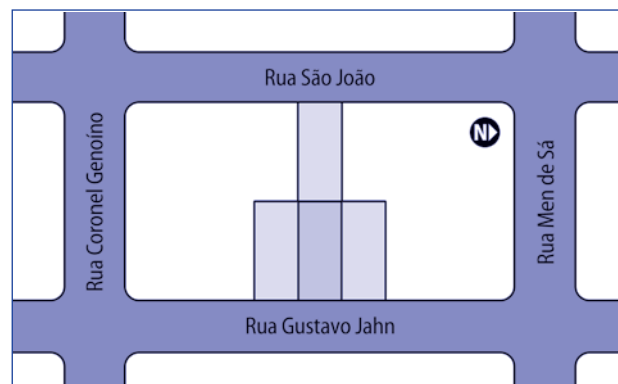 Rua São João
Rua Coronel Genoíno
N
Rua Men de Sá
Rua Gustavo Jahn